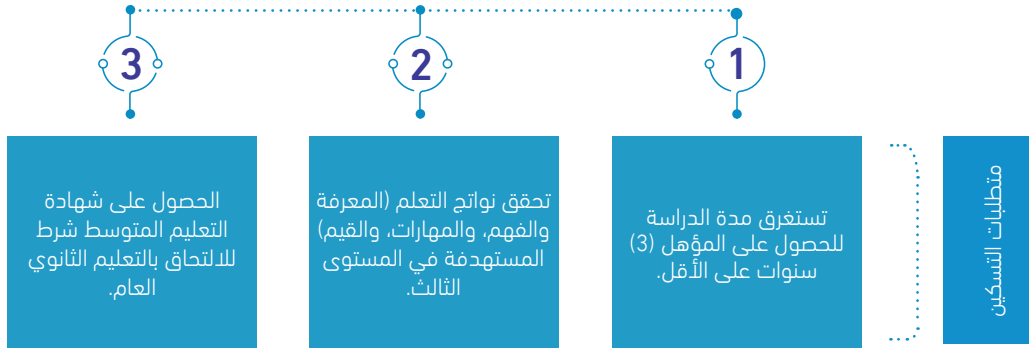 متطلبات التسكين
1
تستغرق مدة الدراسة
للحصول على المؤهل (3)
سنوات على الأقل.
2
تحقق نواتج التعلم (المعرفة
والفهم، والمهارات، والقيم)
المستهدفة في المستوى
الثالث.
3
الحصول على شهادة
التعليم المتوسط شرط
للالتحاق بالتعليم الثانوي
العام.